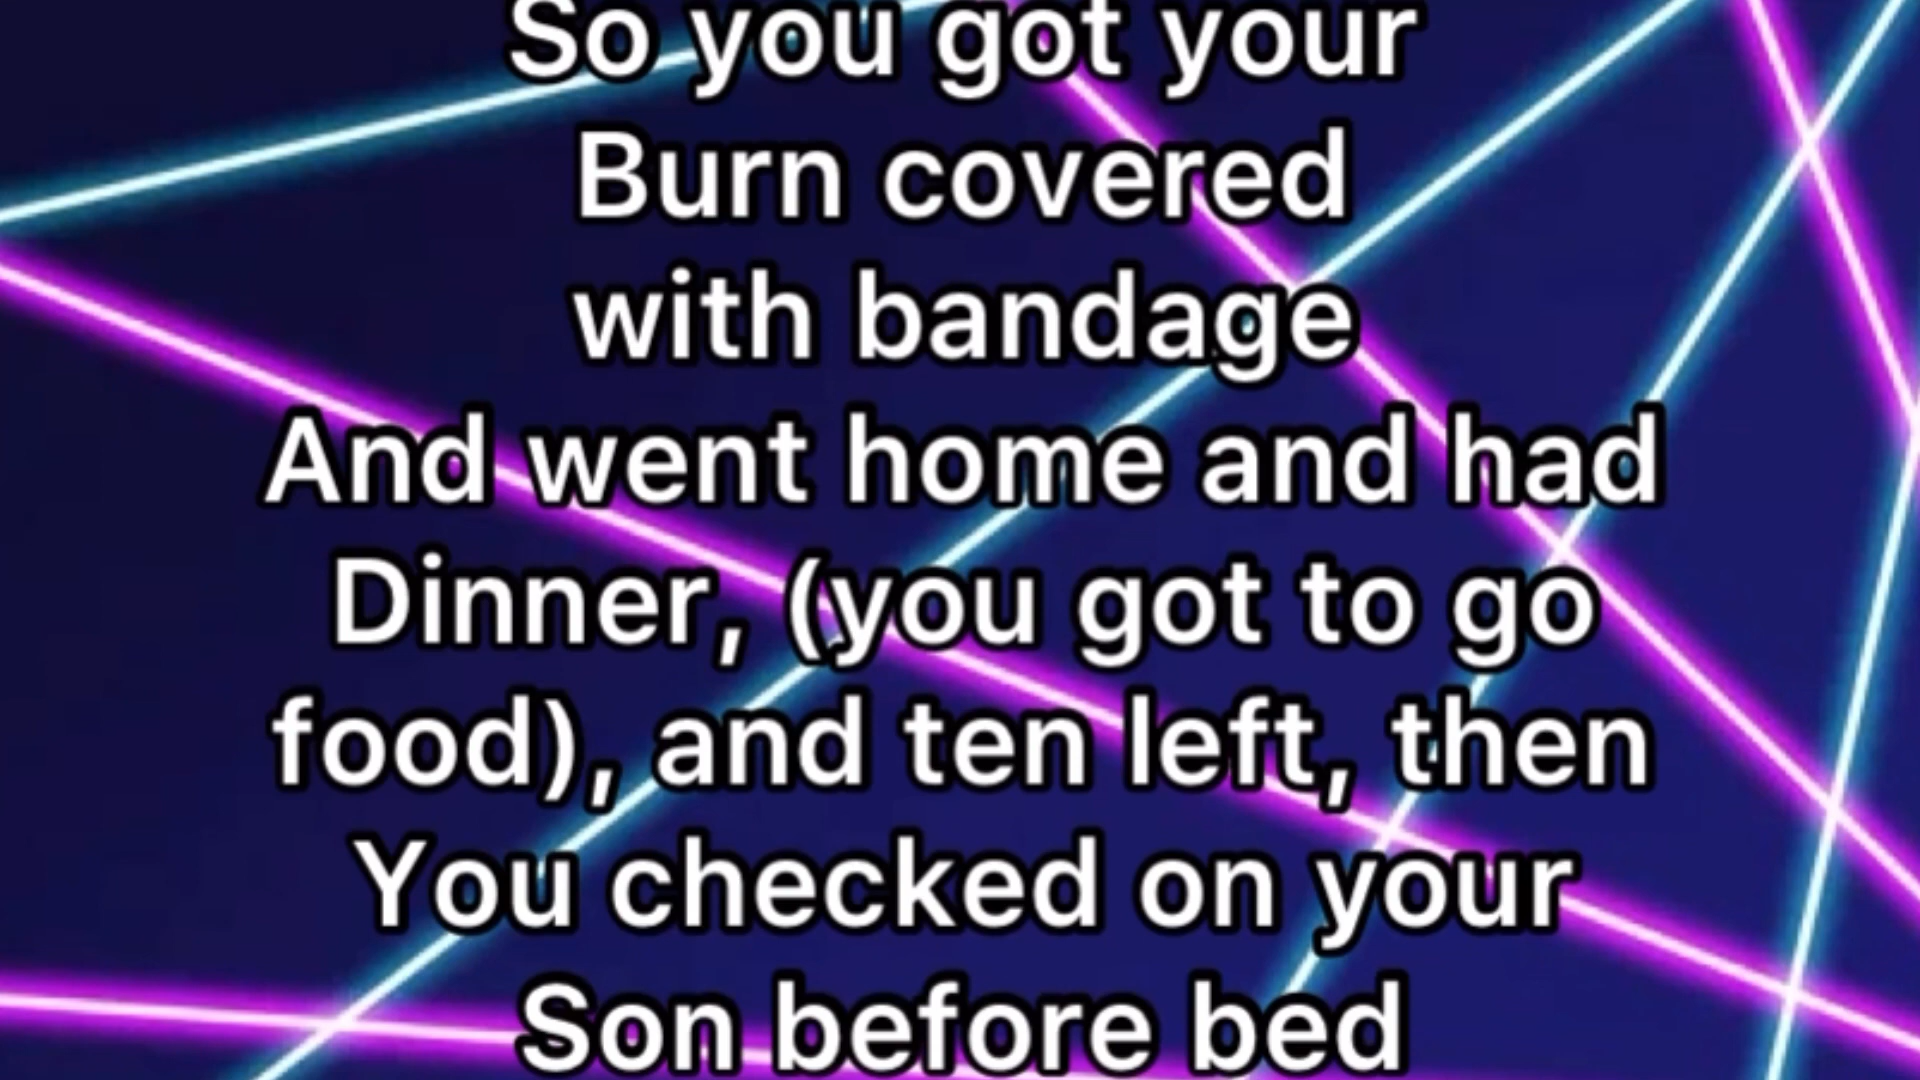 So you got your
Burn covered
with bandage
And went home and had
Dinner, (you got to go
food), and ten left, then
You checked on your
Son before bed